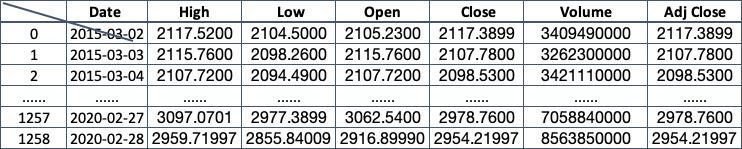 Date High Low Open Close Volume Adj Close
0 2015-03-02 2117.5200 2104.5000 2105.2300 2117.3899 3409490000 2117.3899
1 2015-03-03 2115.7600 2098.2600 2115.7600 2107.7800 3262300000 2107.7800
2 2015-03-04 2107.7200 2094.4900 2107.7200 2098.5300 3421110000 2098.5300
...... ...... ...... ...... ...... ...... ...... ......
1257 2020-02-27 3097.0701 2977.3899 3062.5400 2978.7600 7058840000 2978.7600
1258 2020-02-28 2959.71997 2855.84009 2916.89990 2954.21997 8563850000 2954.21997